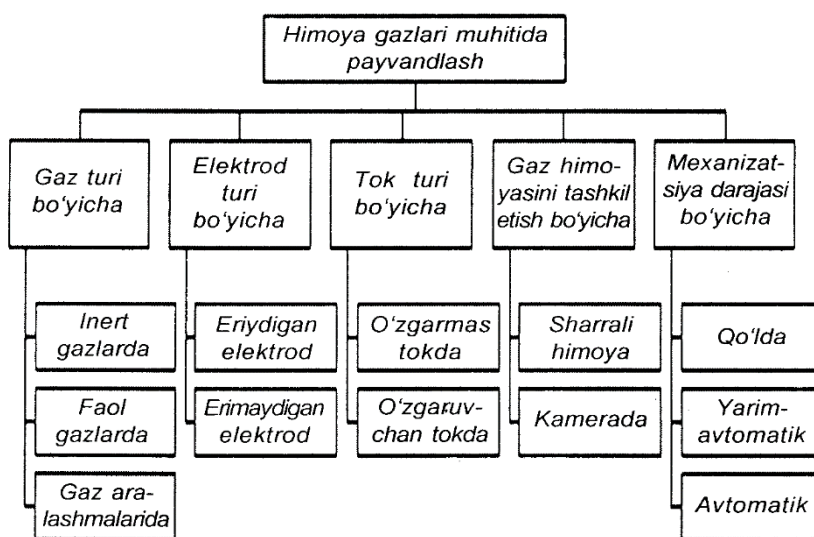 Himoya gazlari muhitida
payvandlash
Gaz turi
bo‘yicha
Elektrod
turi
bo‘yicha
Tok turi
bo‘yicha
Gaz himo-
yasini tashkil
etish bo‘yicha
Mexanizat-
siya darajasi
bo‘yicha
Inert
gazlarda
Faol
gazlarda
Gaz ara-
lashmalarida
Eriydigan
elektrod
Erimaydigan
elektrod
O‘zgarmas
tokda
O‘zgaruv-
chan tokda
Sharrali
himoya
Kamerada
Qo‘lda
Yarim-
avtomatik
Avtomatik